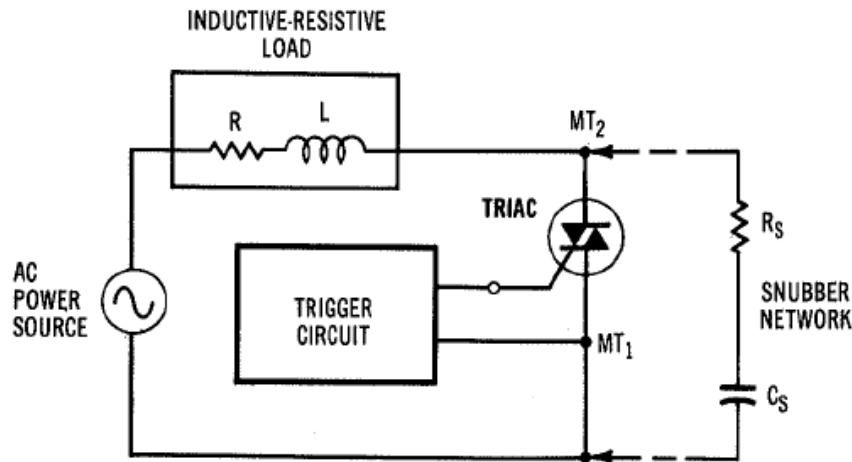 INDUCTIVE-RESISTIVE
LOAD
R
L
MT2
TRIAC
RS
AC
POWER
SOURCE
TRIGGER
CIRCUIT
SNUBBER
NETWORK
MT1
CS